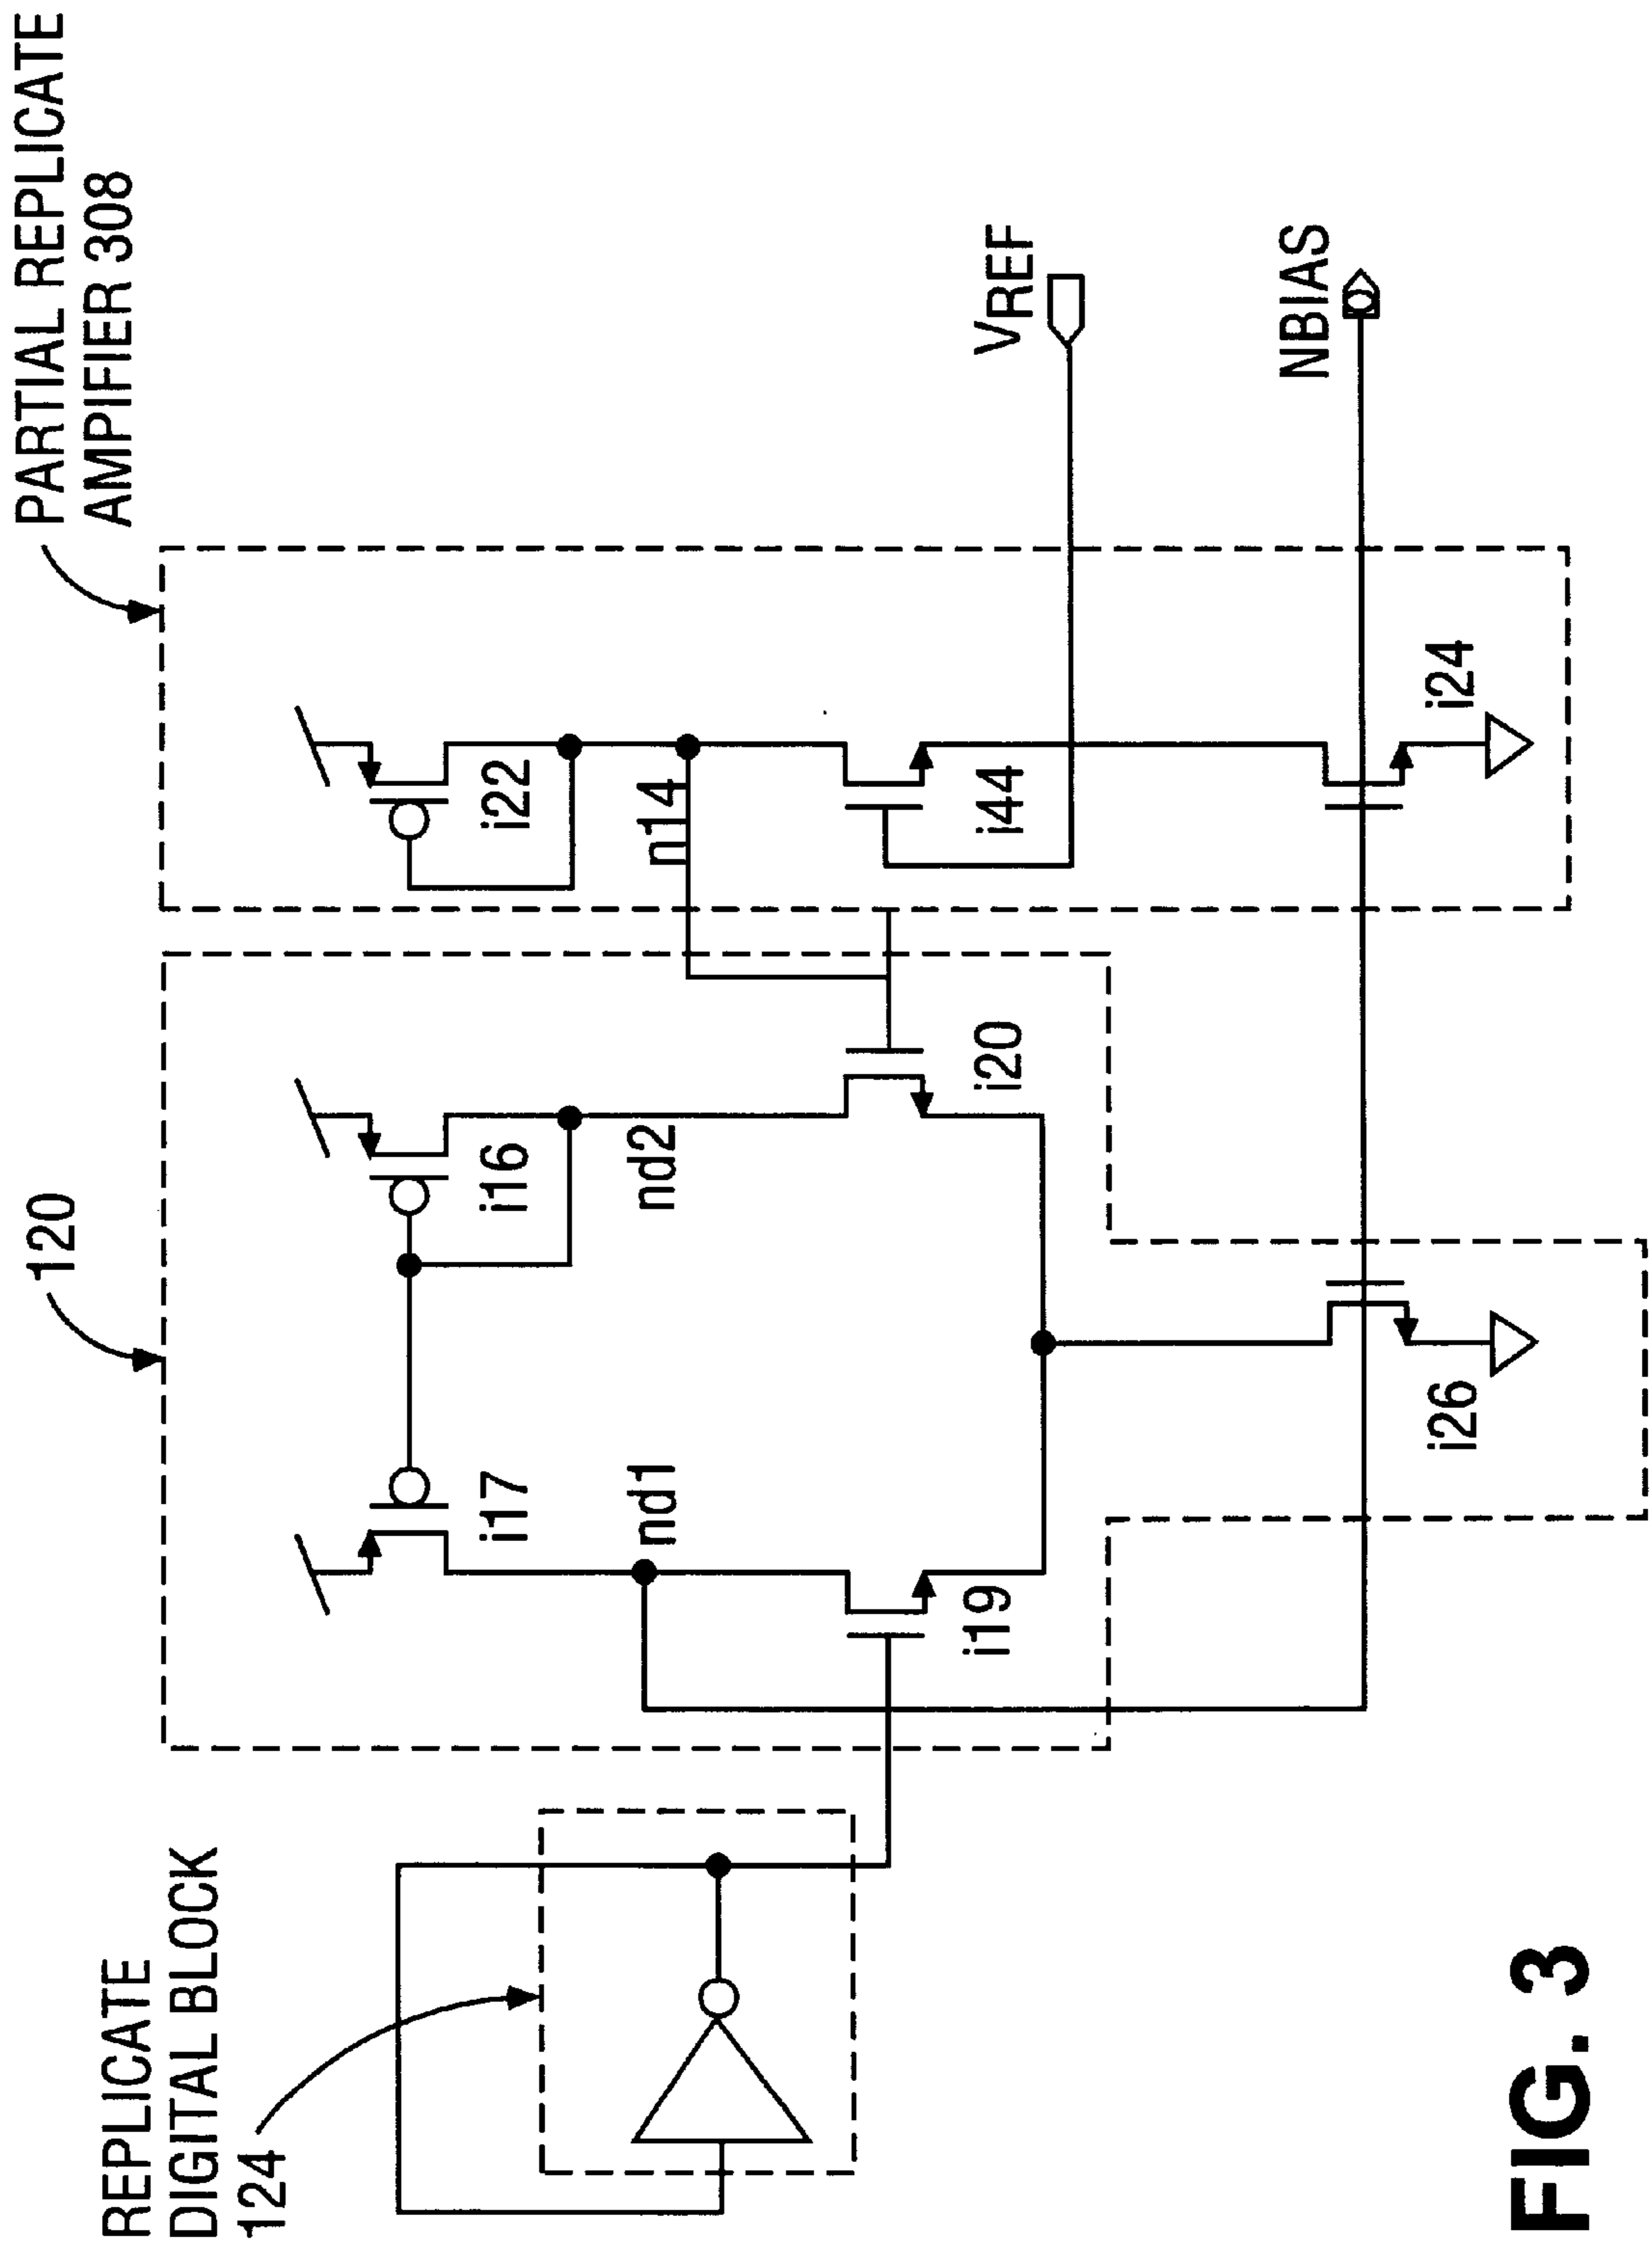 REPLICATE
DIGITAL BLOCK
124
120
PARTIAL REPLICATE
AMPIFIER 308
i17
i16
i22
nd1
nd2
n14
i19
i20
i44
VREF
NBIAS
i26
i24
FIG. 3